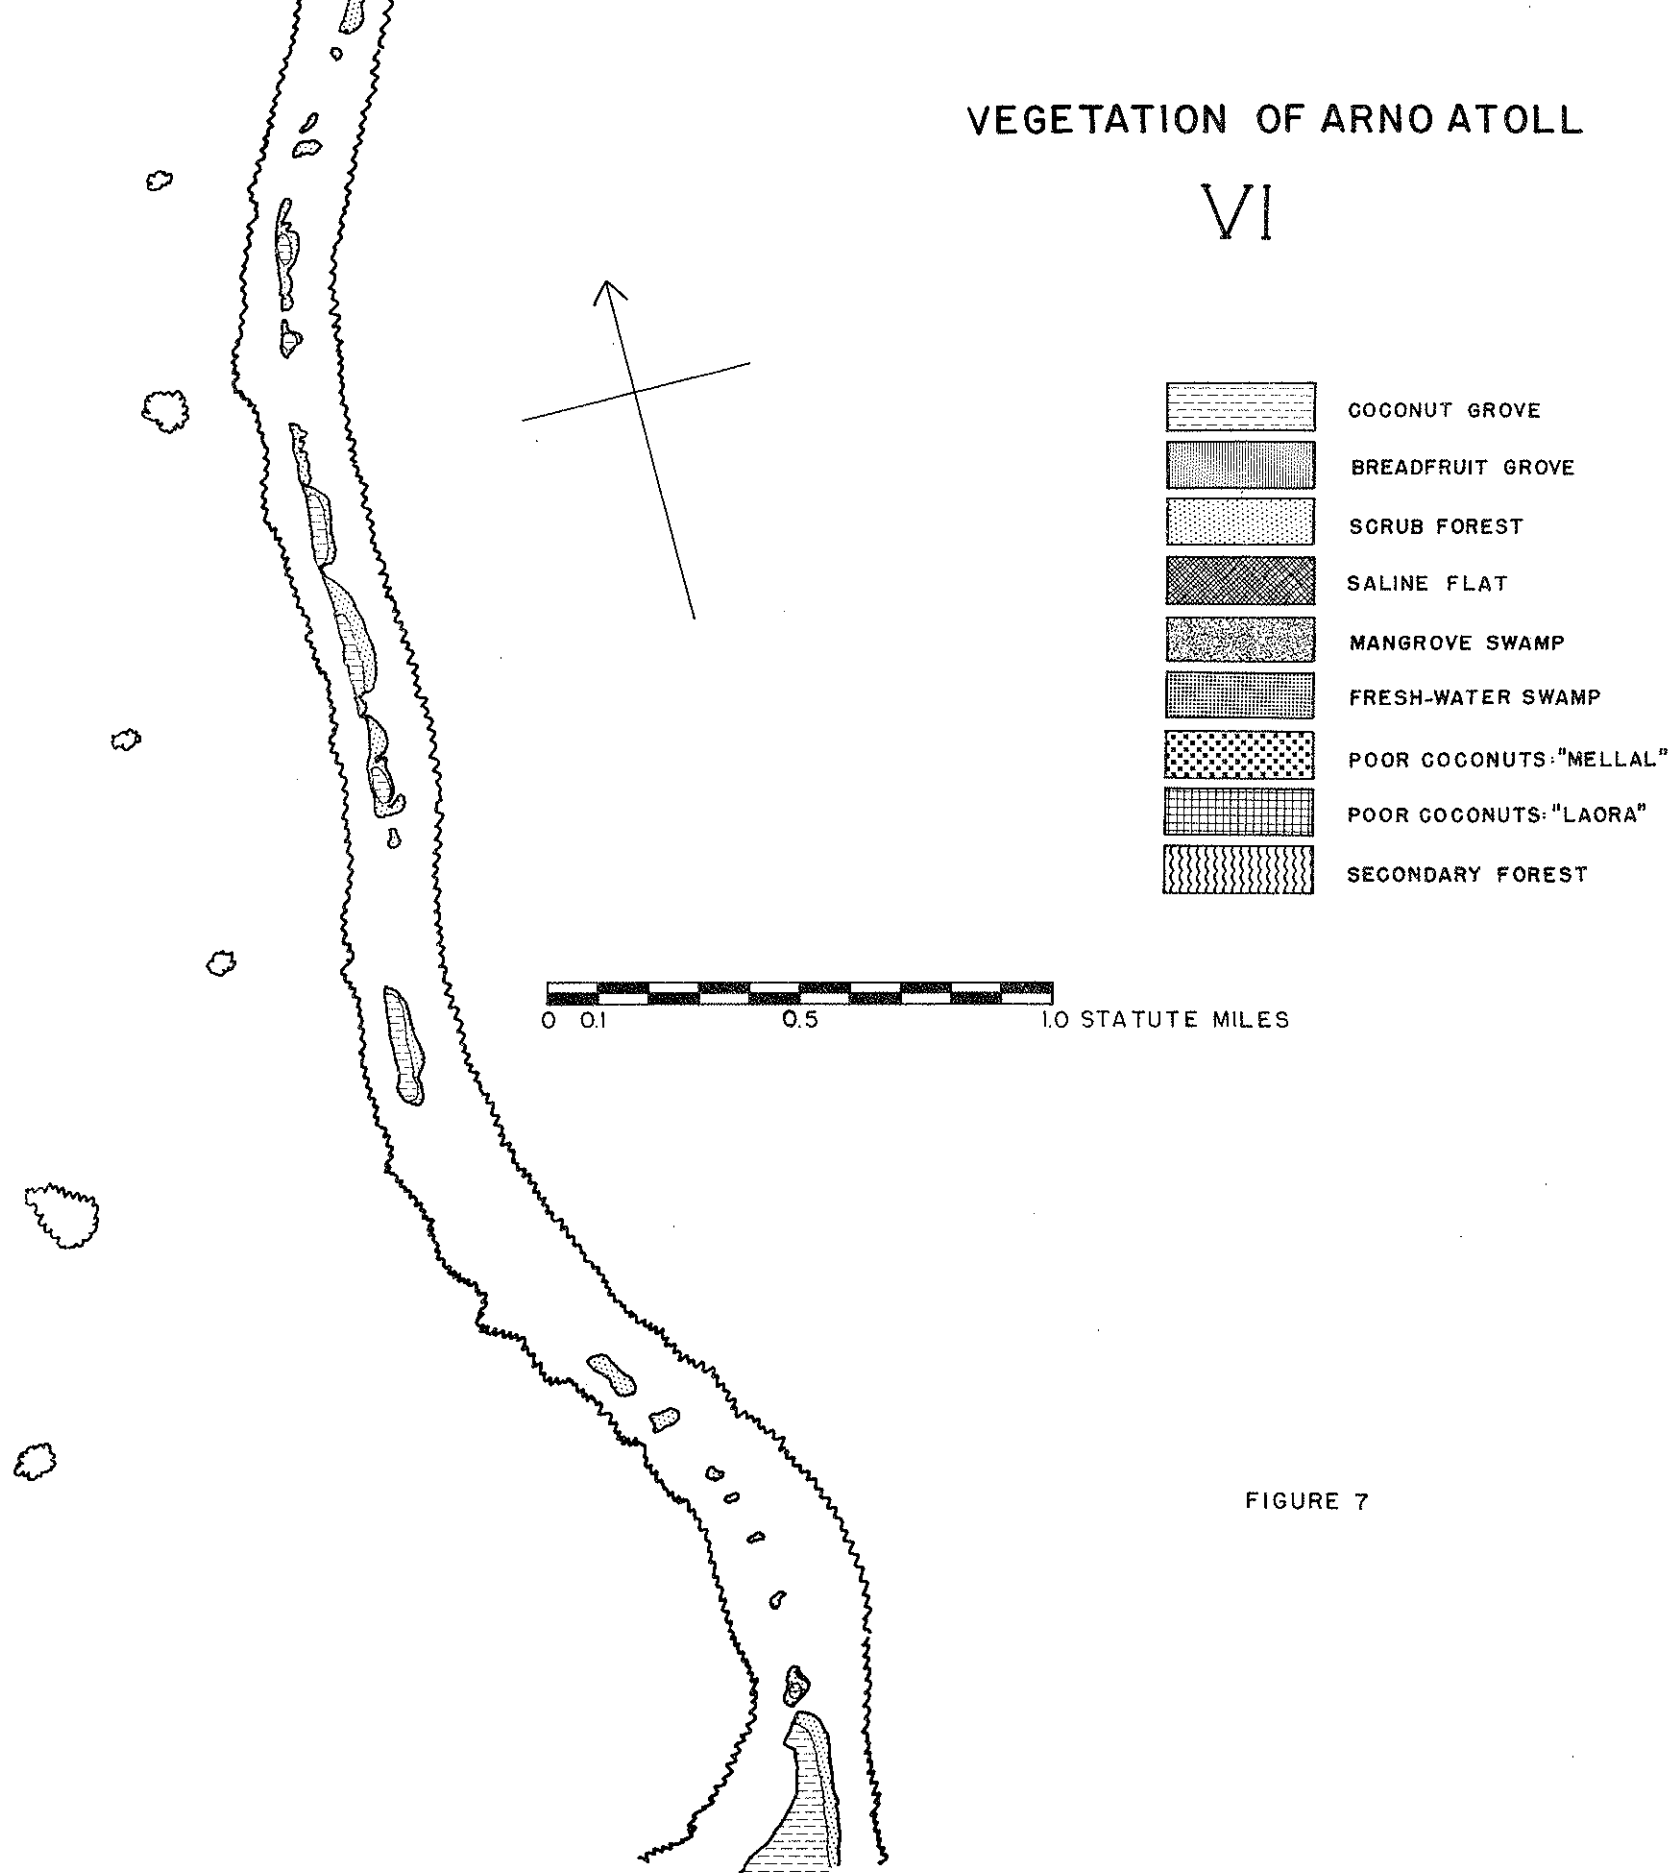 VEGETATION OF ARNO ATOLL
VI
COCONUT GROVE
BREADFRUIT GROVE
SCRUB FOREST
SALINE FLAT
MANGROVE SWAMP
FRESH-WATER SWAMP
POOR COCONUTS:"MELLAL"
POOR COCONUTS:"LAORA"
SECONDARY FOREST
0 0.1 0.5 1.0 STATUTE MILES
FIGURE 7